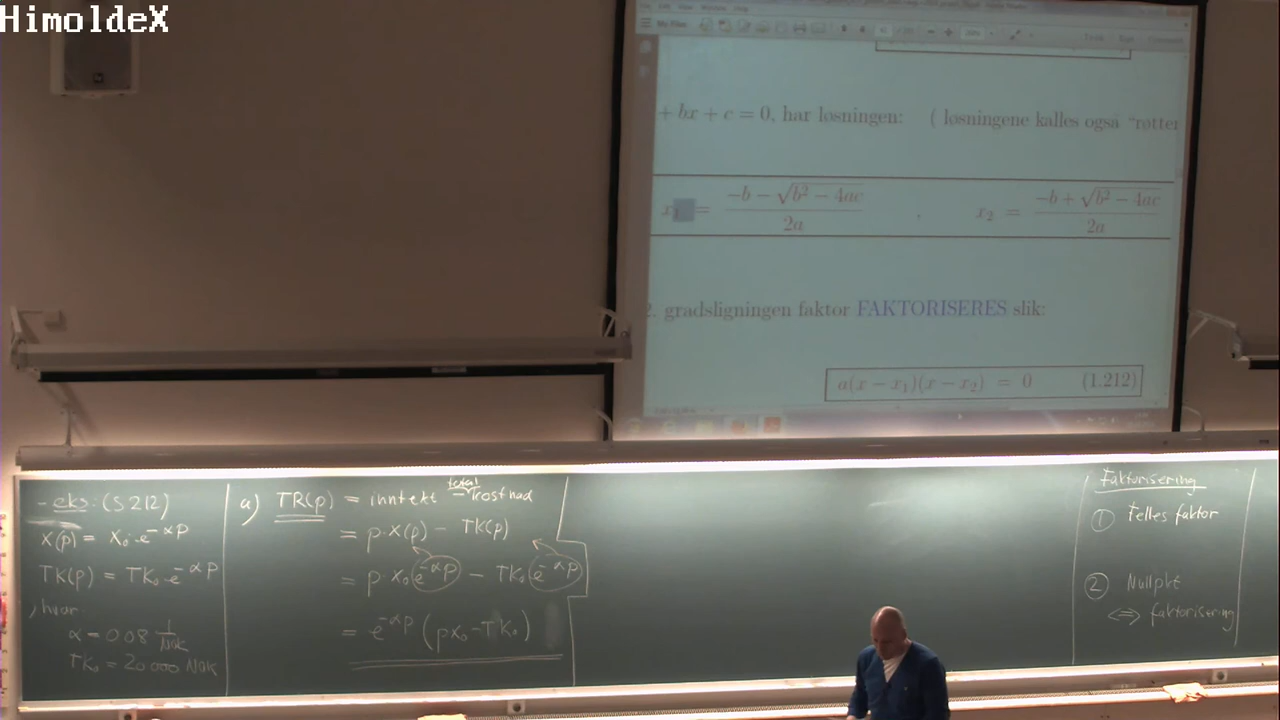 HimoldeX
My Files
+ bx + c = 0, har løsningen: ( løsningene kalles også "røtter
x₁ = (-b - √(b² - 4ac)) / 2a , x₂ = (-b + √(b² - 4ac)) / 2a
2. gradsligningen faktor FAKTORISERES slik:
a(x - x₁)(x - x₂) = 0 (1.212)
- eks: (S 212)
X(p) = X₀·e^-αp
TK(p) = TK₀·e^-αp
, hvor
α = 0.08 1/NOK
TK₀ = 20 000 NOK
a) TR(p) = inntekt - total kostnad
= p·X(p) - TK(p)
= p·X₀ e^-αp - TK₀ e^-αp
= e^-αp (pX₀ - TK₀)
Faktorisering
① Felles faktor
② Nullpkt
⇔ faktorisering